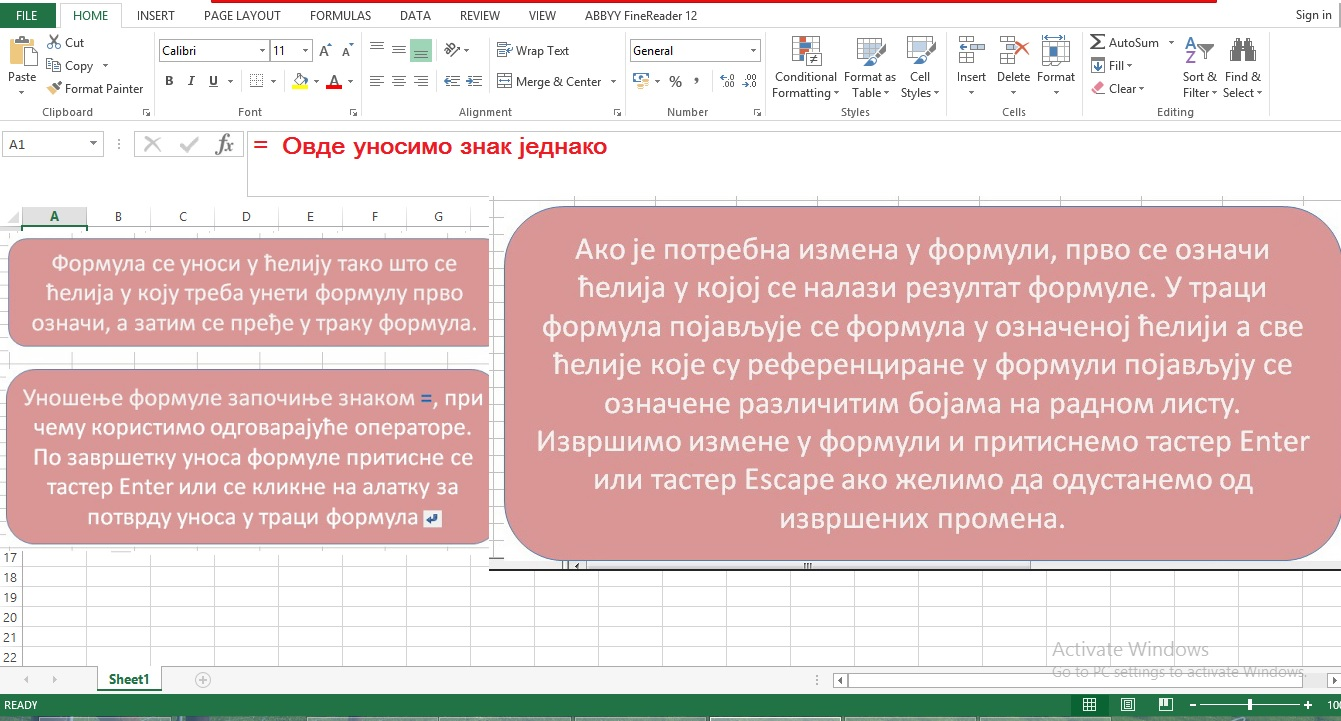 FILE HOME INSERT PAGE LAYOUT FORMULAS DATA REVIEW VIEW ABBYY FineReader 12 Sign in
Cut
Copy
Format Painter
Paste
Clipboard
Calibri 11
B I U
Font
Wrap Text
Merge & Center
Alignment
General
% ,
Number
Conditional Formatting
Format as Table
Cell Styles
Styles
Insert Delete Format
Cells
AutoSum
Fill
Clear
Sort & Filter
Find & Select
Editing
A1 fx = Овде уносимо знак једнако
A B C D E F G
Формула се уноси у ћелију тако што се
ћелија у коју треба унети формулу прво
означи, а затим се пређе у траку формула.
Уношење формуле започиње знаком =, при
чему користимо одговарајуће операторе.
По завршетку уноса формуле притисне се
тастер Enter или се кликне на алатку за
потврду уноса у траци формула
Ако је потребна измена у формули, прво се означи
ћелија у којој се налази резултат формуле. У траци
формула појављује се формула у означеној ћелији а све
ћелије које су референциране у формули појављују се
означене различитим бојама на радном листу.
Извршимо измене у формули и притиснемо тастер Enter
или тастер Escape ако желимо да одустанемо од
извршених промена.
17
18
19
20
21
22
Activate Windows
Go to PC settings to activate Windows.
Sheet1
READY